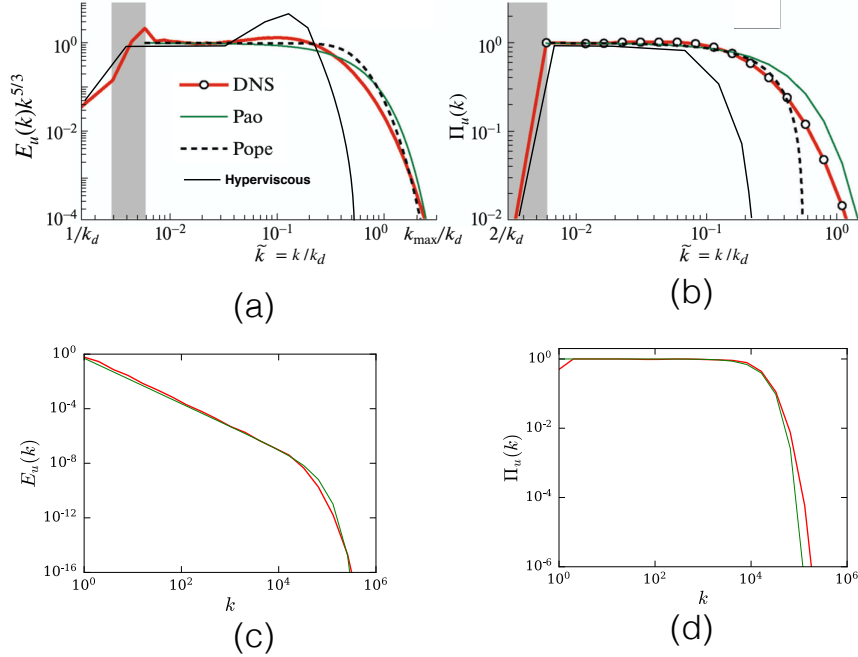 10^0
10^-2
10^-4
E_u(k)k^{5/3}
DNS
Pao
Pope
Hyperviscous
1/k_d
10^-2
10^-1
10^0
k_max/k_d
k̃ = k/k_d
(a)
10^0
10^-1
10^-2
Π_u(k)
2/k_d
10^-2
10^-1
10^0
k̃ = k/k_d
(b)
10^0
10^-4
10^-8
10^-12
10^-16
E_u(k)
10^0
10^2
10^4
10^6
k
(c)
10^0
10^-2
10^-4
10^-6
Π_u(k)
10^0
10^2
10^4
10^6
k
(d)